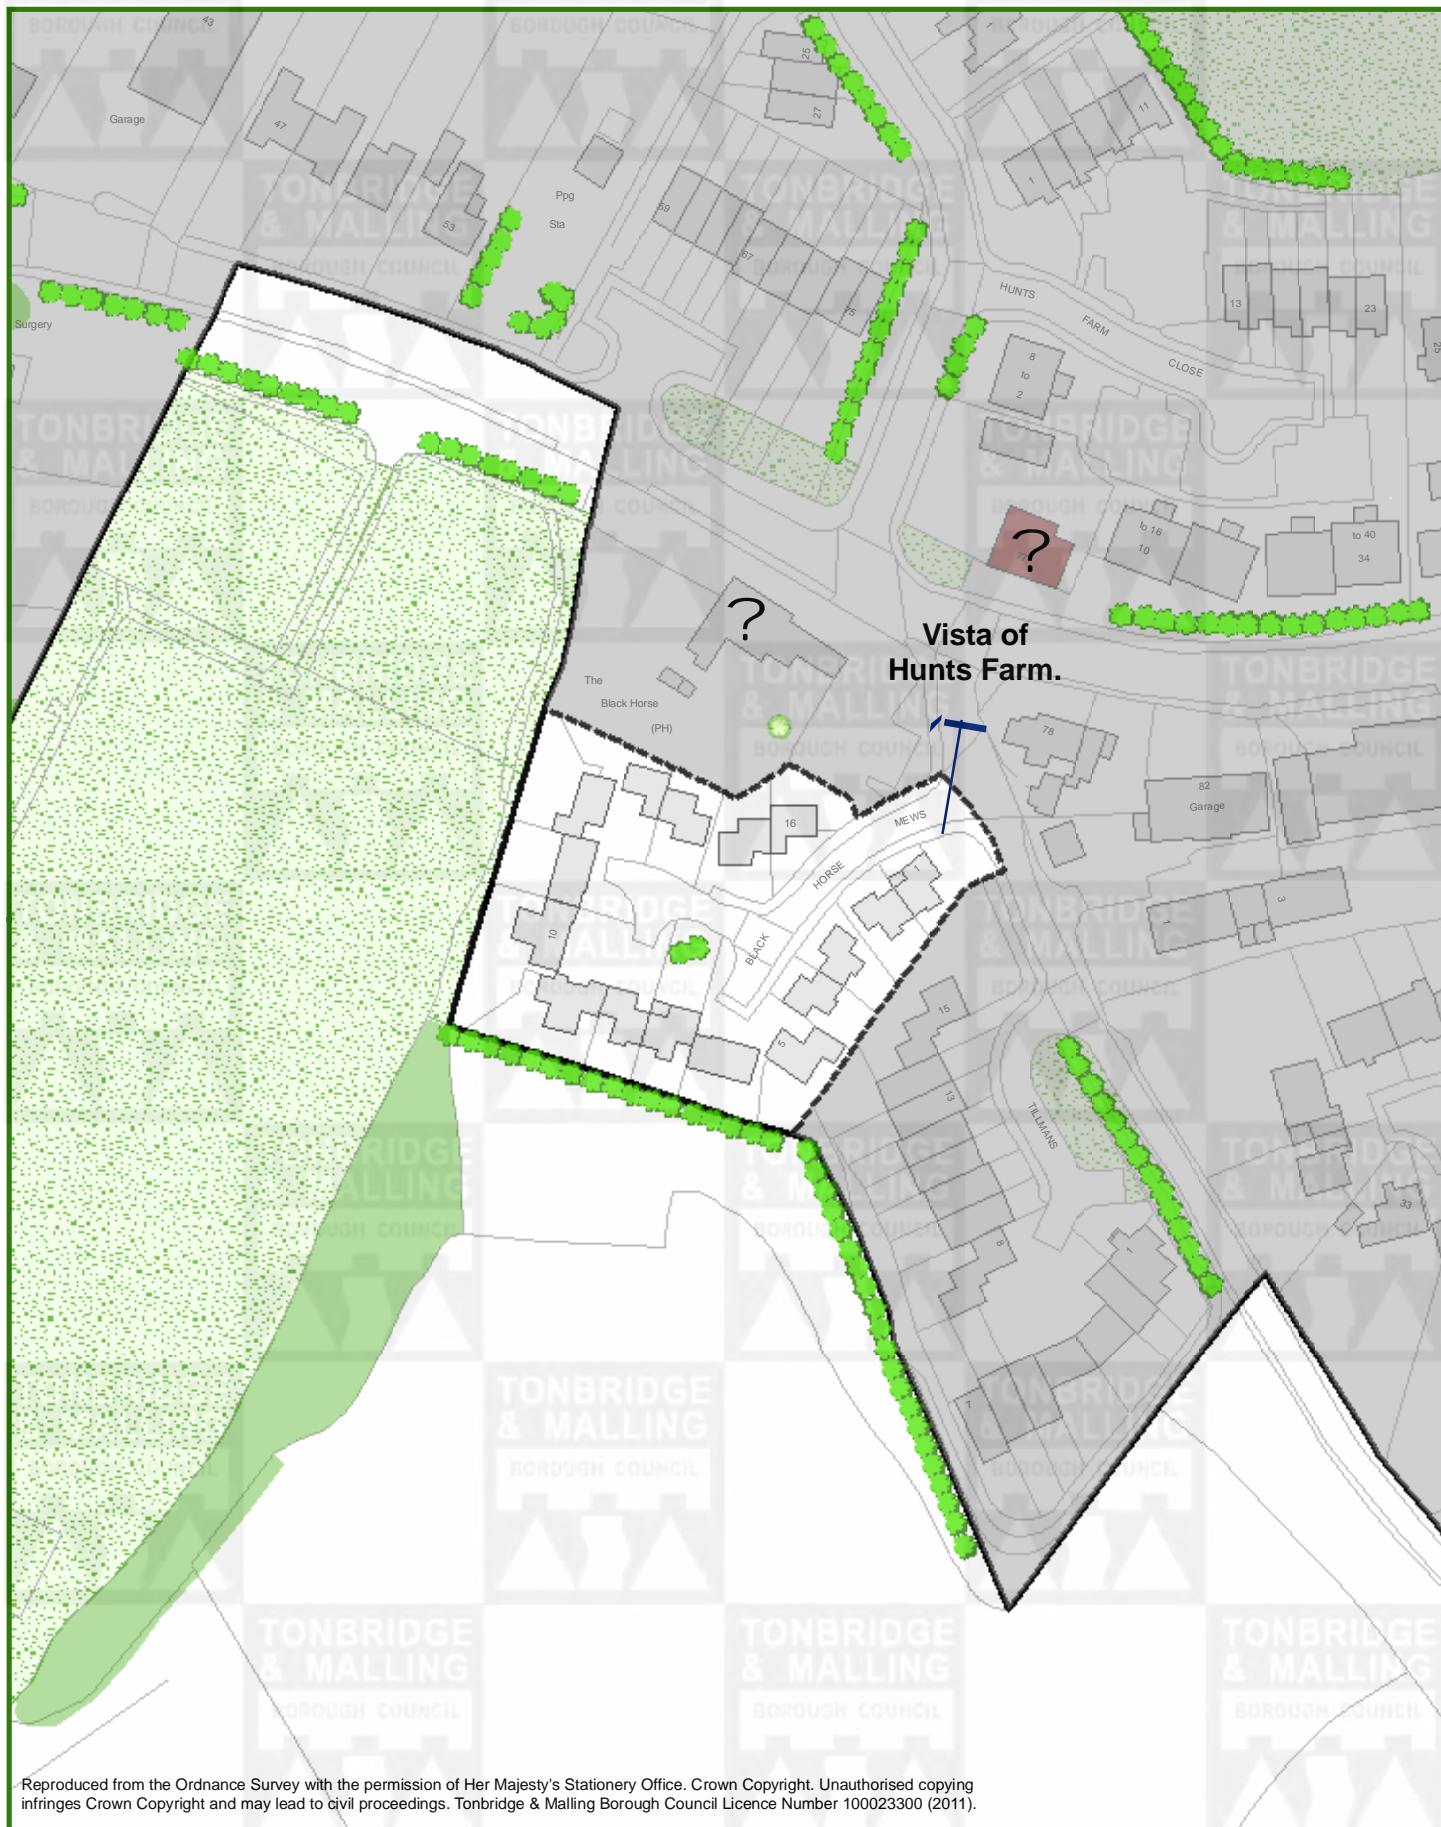 43
Garage
47
53
Ppg
Sta
25
27
59
67
75
11
1
HUNTS
FARM
CLOSE
13
23
25
8
to
2
Surgery
?
to 16
10
to 40
34
?
Vista of
Hunts Farm.
The
Black Horse
(PH)
78
82
Garage
16
MEWS
HORSE
BLACK
1
10
5
3
15
13
8
TILLMANS
1
7
33
TONBRIDGE
& MALLING
BOROUGH COUNCIL
Reproduced from the Ordnance Survey with the permission of Her Majesty's Stationery Office. Crown Copyright. Unauthorised copying
infringes Crown Copyright and may lead to civil proceedings. Tonbridge & Malling Borough Council Licence Number 100023300 (2011).